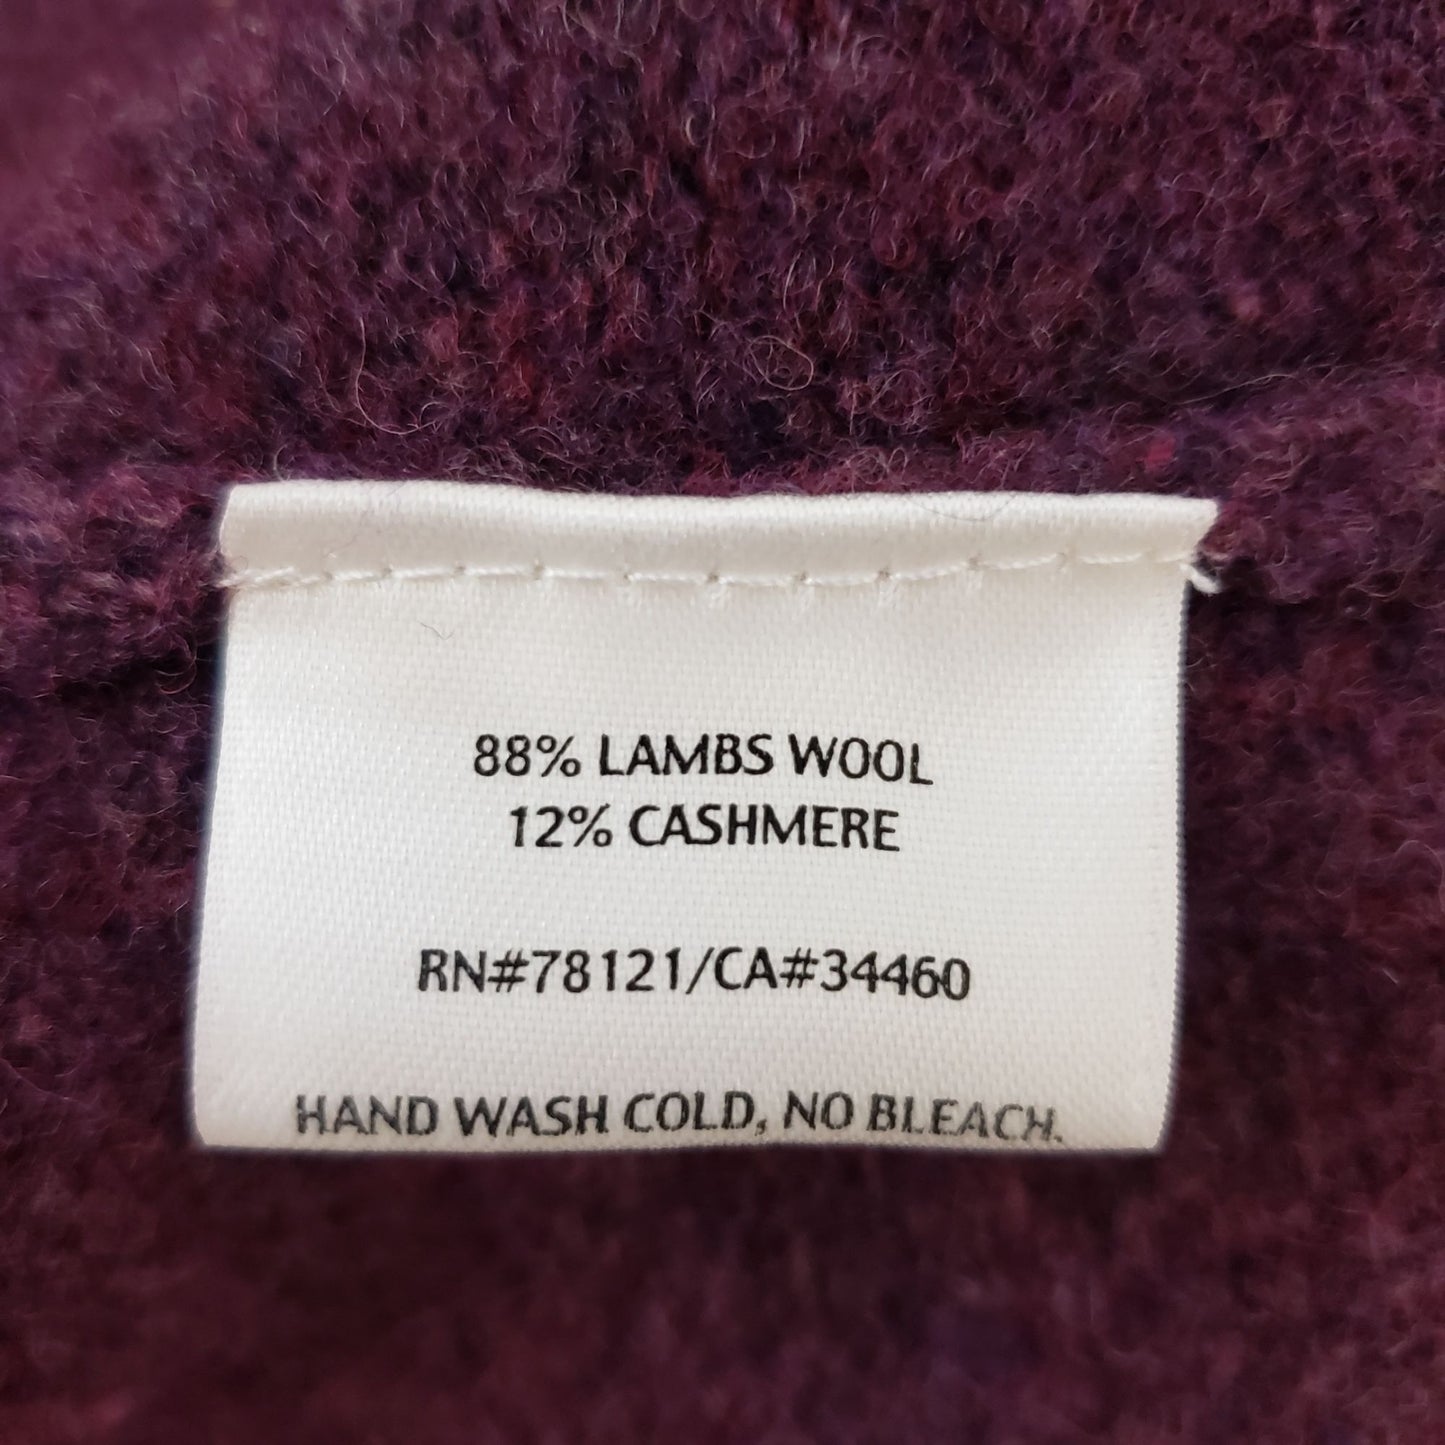 88% LAMBS WOOL
12% CASHMERE
RN#78121/CA#34460
HAND WASH COLD, NO BLEACH.